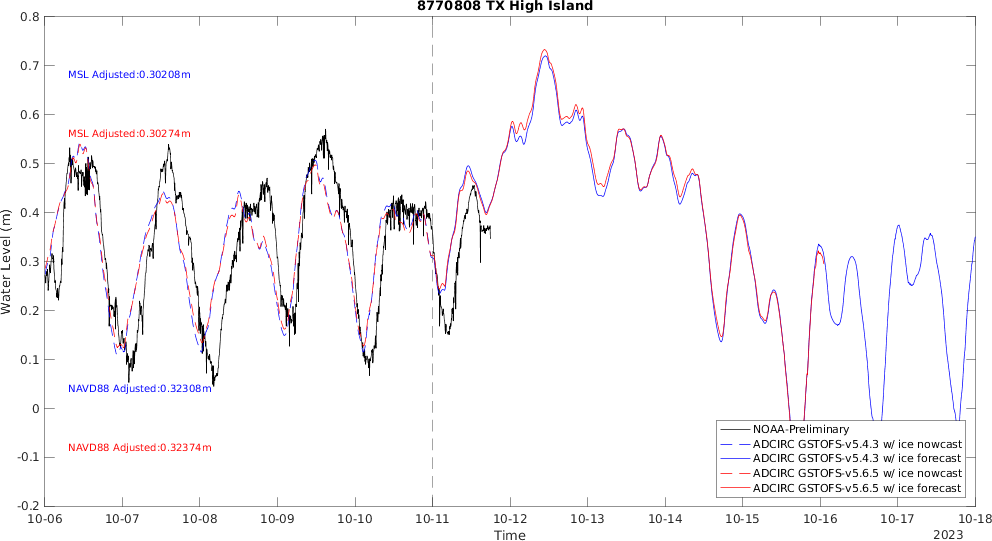 8770808 TX High Island
0.8
0.7
0.6
0.5
0.4
0.3
0.2
0.1
0
-0.1
-0.2
Water Level (m)
MSL Adjusted:0.30208m
MSL Adjusted:0.30274m
NAVD88 Adjusted:0.32308m
NAVD88 Adjusted:0.32374m
NOAA-Preliminary
ADCIRC GSTOFS-v5.4.3 w/ ice nowcast
ADCIRC GSTOFS-v5.4.3 w/ ice forecast
ADCIRC GSTOFS-v5.6.5 w/ ice nowcast
ADCIRC GSTOFS-v5.6.5 w/ ice forecast
10-06 10-07 10-08 10-09 10-10 10-11 10-12 10-13 10-14 10-15 10-16 10-17 10-18
Time
2023